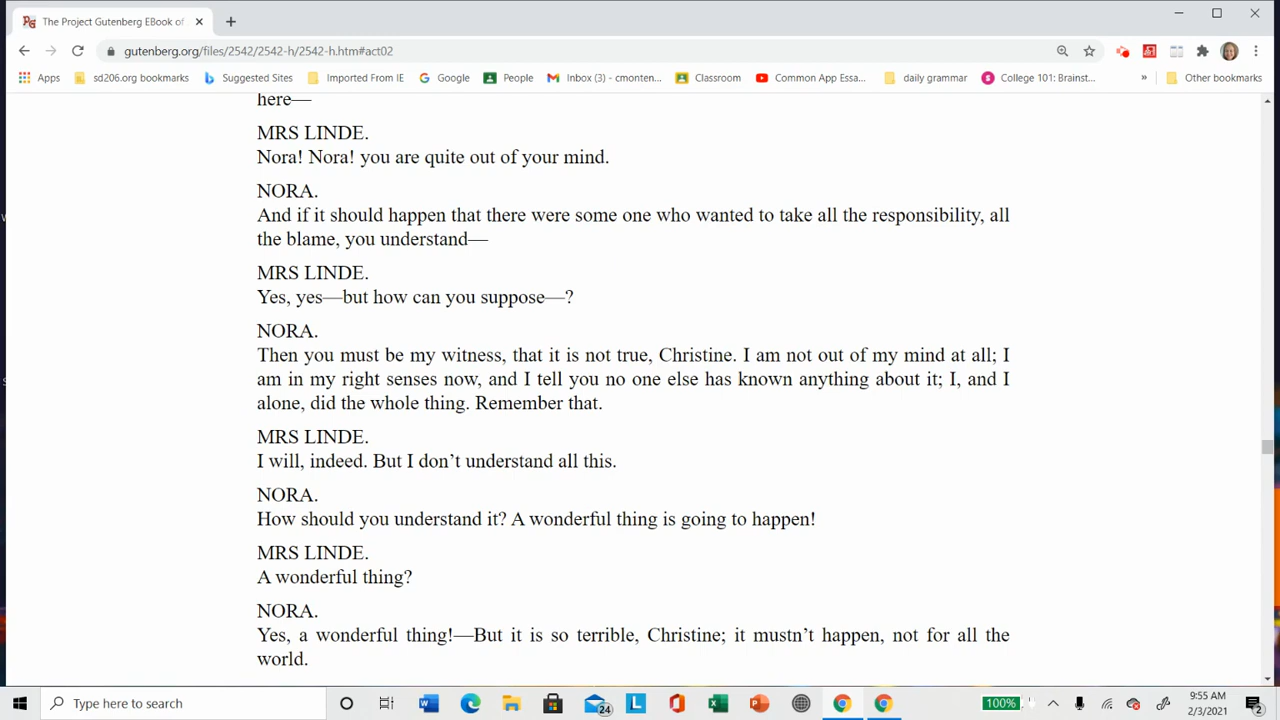 The Project Gutenberg EBook of
gutenberg.org/files/2542/2542-h/2542-h.htm#act02
Apps
sd206.org bookmarks
Suggested Sites
Imported From IE
Google
People
Inbox (3) - cmonten...
Classroom
Common App Essa...
daily grammar
College 101: Brainst...
»
Other bookmarks
here—
MRS LINDE.
Nora! Nora! you are quite out of your mind.
NORA.
And if it should happen that there were some one who wanted to take all the responsibility, all
the blame, you understand—
MRS LINDE.
Yes, yes—but how can you suppose—?
NORA.
Then you must be my witness, that it is not true, Christine. I am not out of my mind at all; I
am in my right senses now, and I tell you no one else has known anything about it; I, and I
alone, did the whole thing. Remember that.
MRS LINDE.
I will, indeed. But I don’t understand all this.
NORA.
How should you understand it? A wonderful thing is going to happen!
MRS LINDE.
A wonderful thing?
NORA.
Yes, a wonderful thing!—But it is so terrible, Christine; it mustn’t happen, not for all the
world.
Type here to search
24
100%
9:55 AM
2/3/2021
2